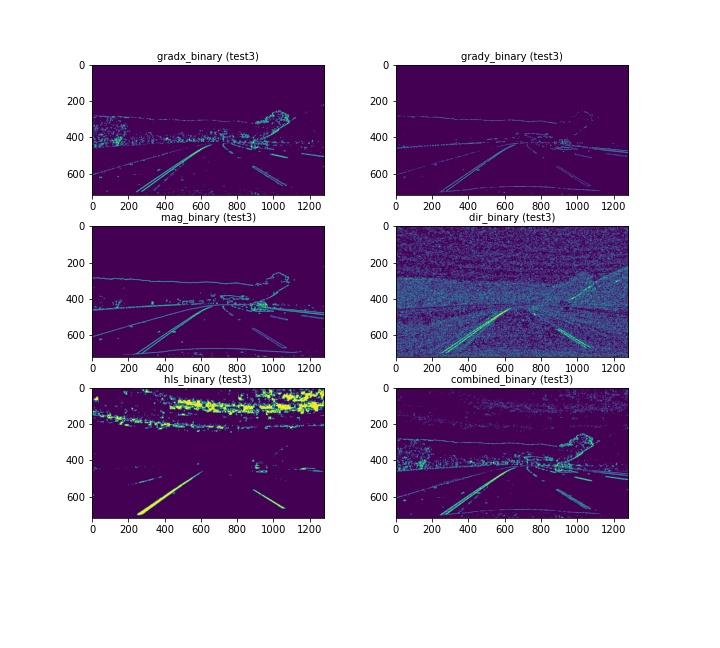 gradx_binary (test3)
0
200
400
600
0 200 400 600 800 1000 1200
grady_binary (test3)
0
200
400
600
0 200 400 600 800 1000 1200
mag_binary (test3)
0
200
400
600
0 200 400 600 800 1000 1200
dir_binary (test3)
0
200
400
600
0 200 400 600 800 1000 1200
hls_binary (test3)
0
200
400
600
0 200 400 600 800 1000 1200
combined_binary (test3)
0
200
400
600
0 200 400 600 800 1000 1200